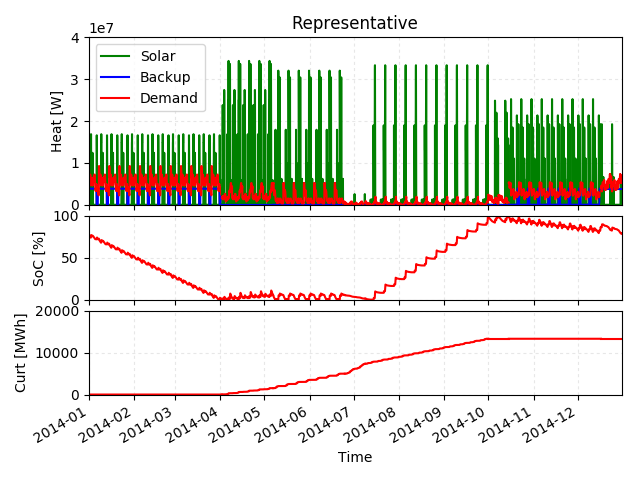 Representative
1e7
4
3
2
1
0
Heat [W]
Solar
Backup
Demand
100
50
0
SoC [%]
20000
10000
0
Curt [MWh]
2014-01
2014-02
2014-03
2014-04
2014-05
2014-06
2014-07
2014-08
2014-09
2014-10
2014-11
2014-12
Time